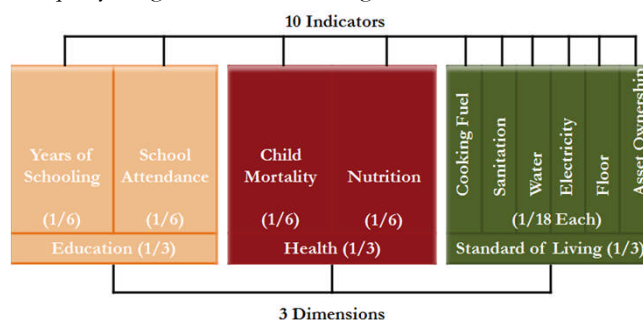 10 Indicators
Years of
Schooling
(1/6)
School
Attendance
(1/6)
Education (1/3)
Child
Mortality
(1/6)
Nutrition
(1/6)
Health (1/3)
Cooking Fuel
Sanitation
Water
Electricity
Floor
Asset Ownership
(1/18 Each)
Standard of Living (1/3)
3 Dimensions